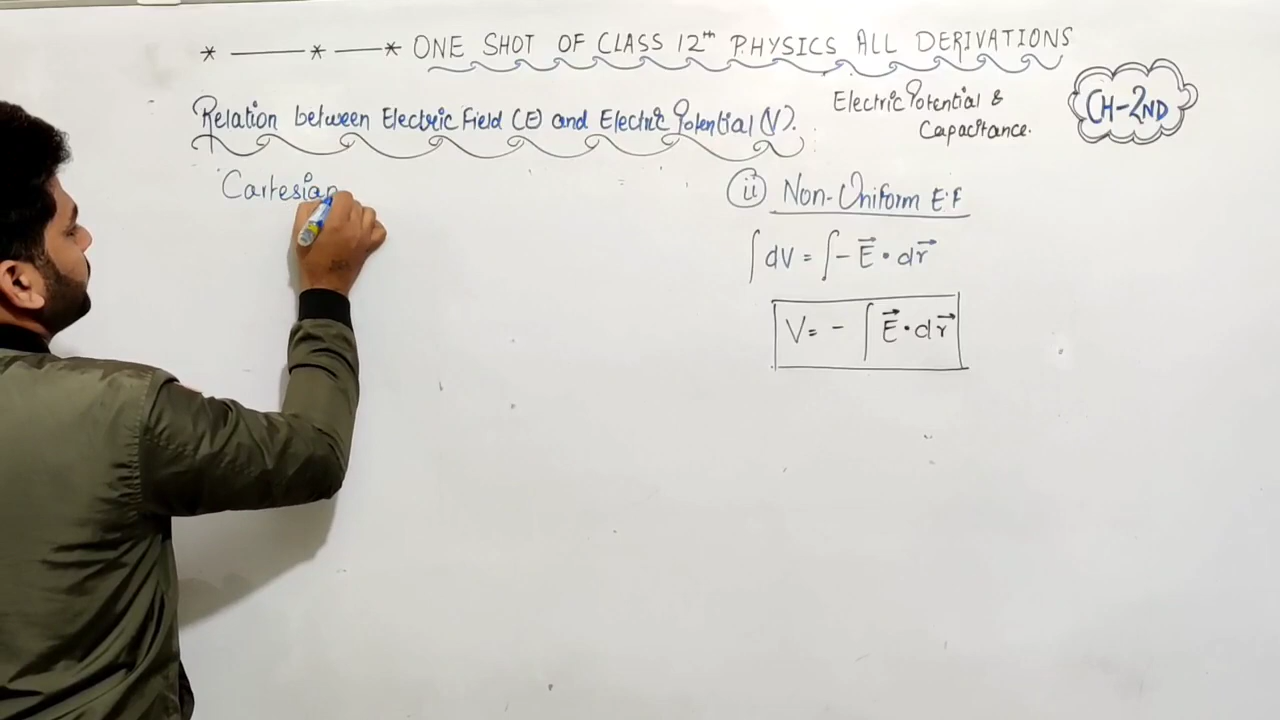 * ——* —* ONE SHOT OF CLASS 12th PHYSICS ALL DERIVATIONS
Relation between Electric Field (E) and Electric Potential (V).
Electric Potential &
Capacitance.
CH-2ND
Cartesian
(ii) Non-Uniform E.F
∫dV = ∫- E⃗ • dr⃗
V= - ∫ E⃗ • dr⃗